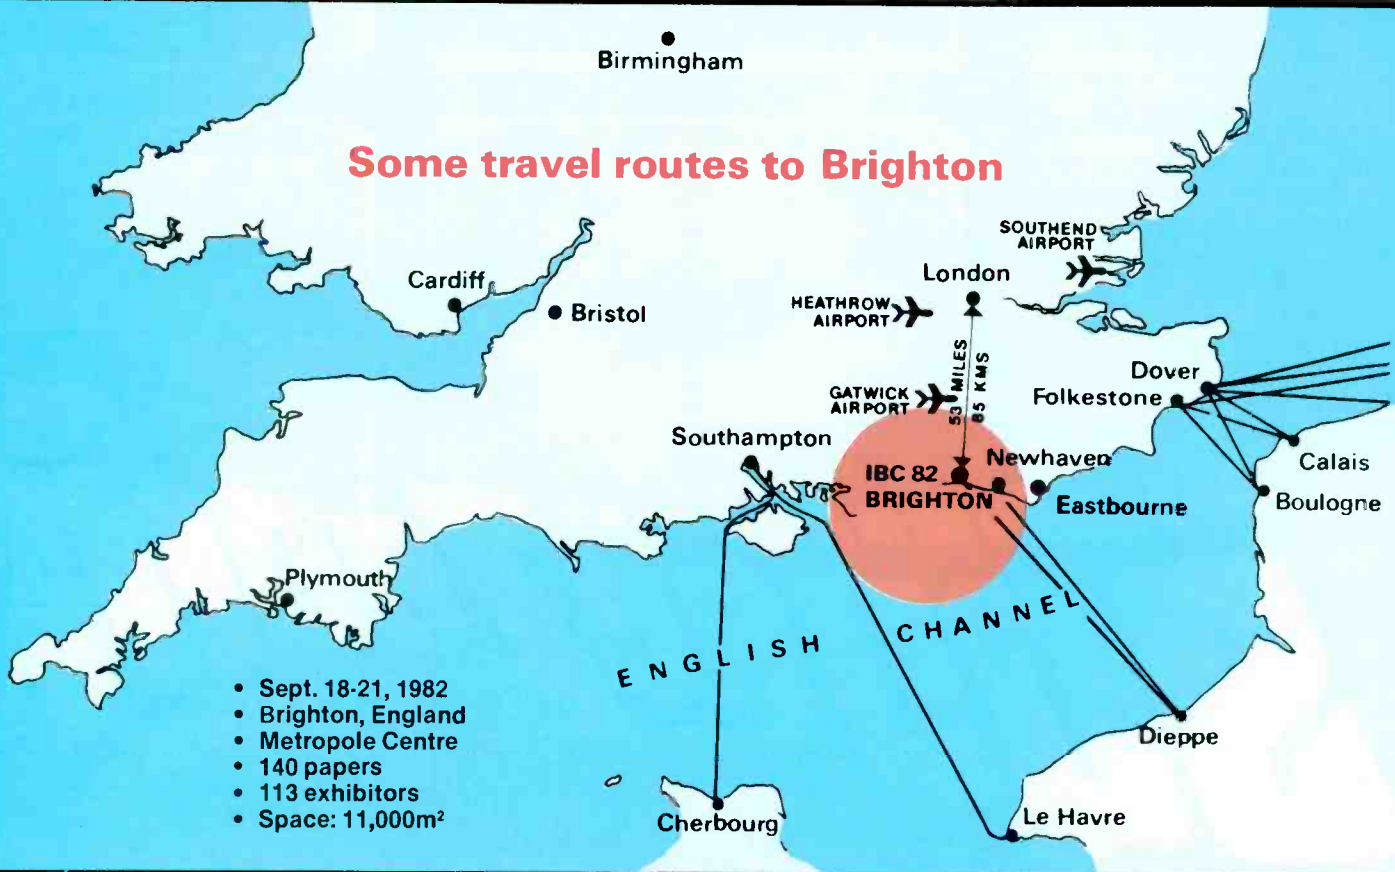 Birmingham
Some travel routes to Brighton
SOUTHEND
AIRPORT
London
Cardiff
Bristol
HEATHROW
AIRPORT
53 MILES
85 KMS
Dover
Folkestone
GATWICK
AIRPORT
Southampton
Newhaven
IBC 82
BRIGHTON
Eastbourne
Calais
Boulogne
Plymouth
ENGLISH CHANNEL
• Sept. 18-21, 1982
• Brighton, England
• Metropole Centre
• 140 papers
• 113 exhibitors
• Space: 11,000m²
Dieppe
Cherbourg
Le Havre